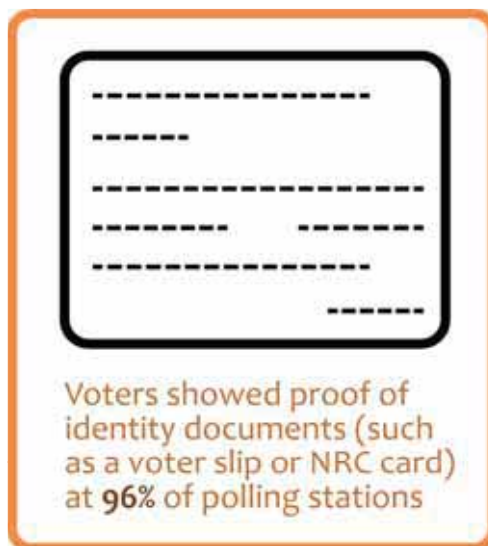 Voters showed proof of
identity documents (such
as a voter slip or NRC card)
at 96% of polling stations